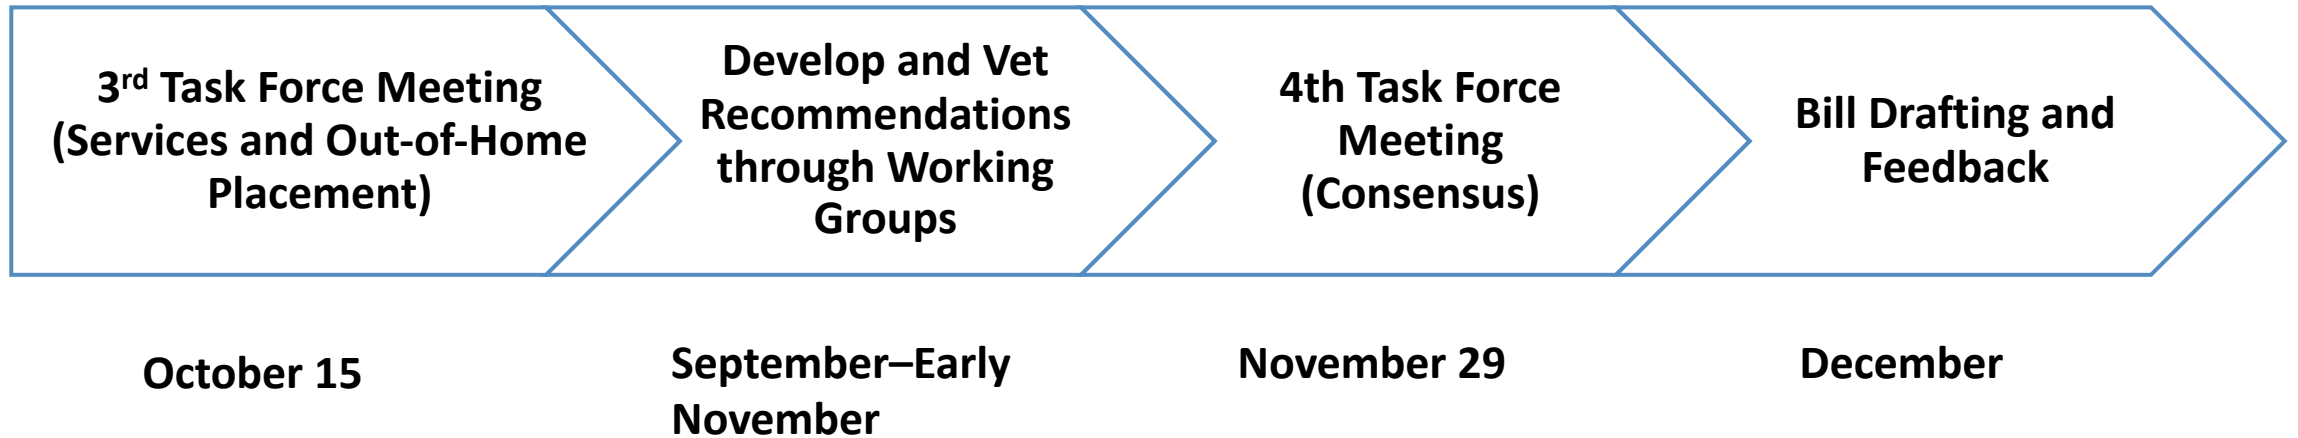 3rd Task Force Meeting
(Services and Out-of-Home
Placement)
Develop and Vet
Recommendations
through Working
Groups
4th Task Force
Meeting
(Consensus)
Bill Drafting and
Feedback
October 15
September–Early
November
November 29
December